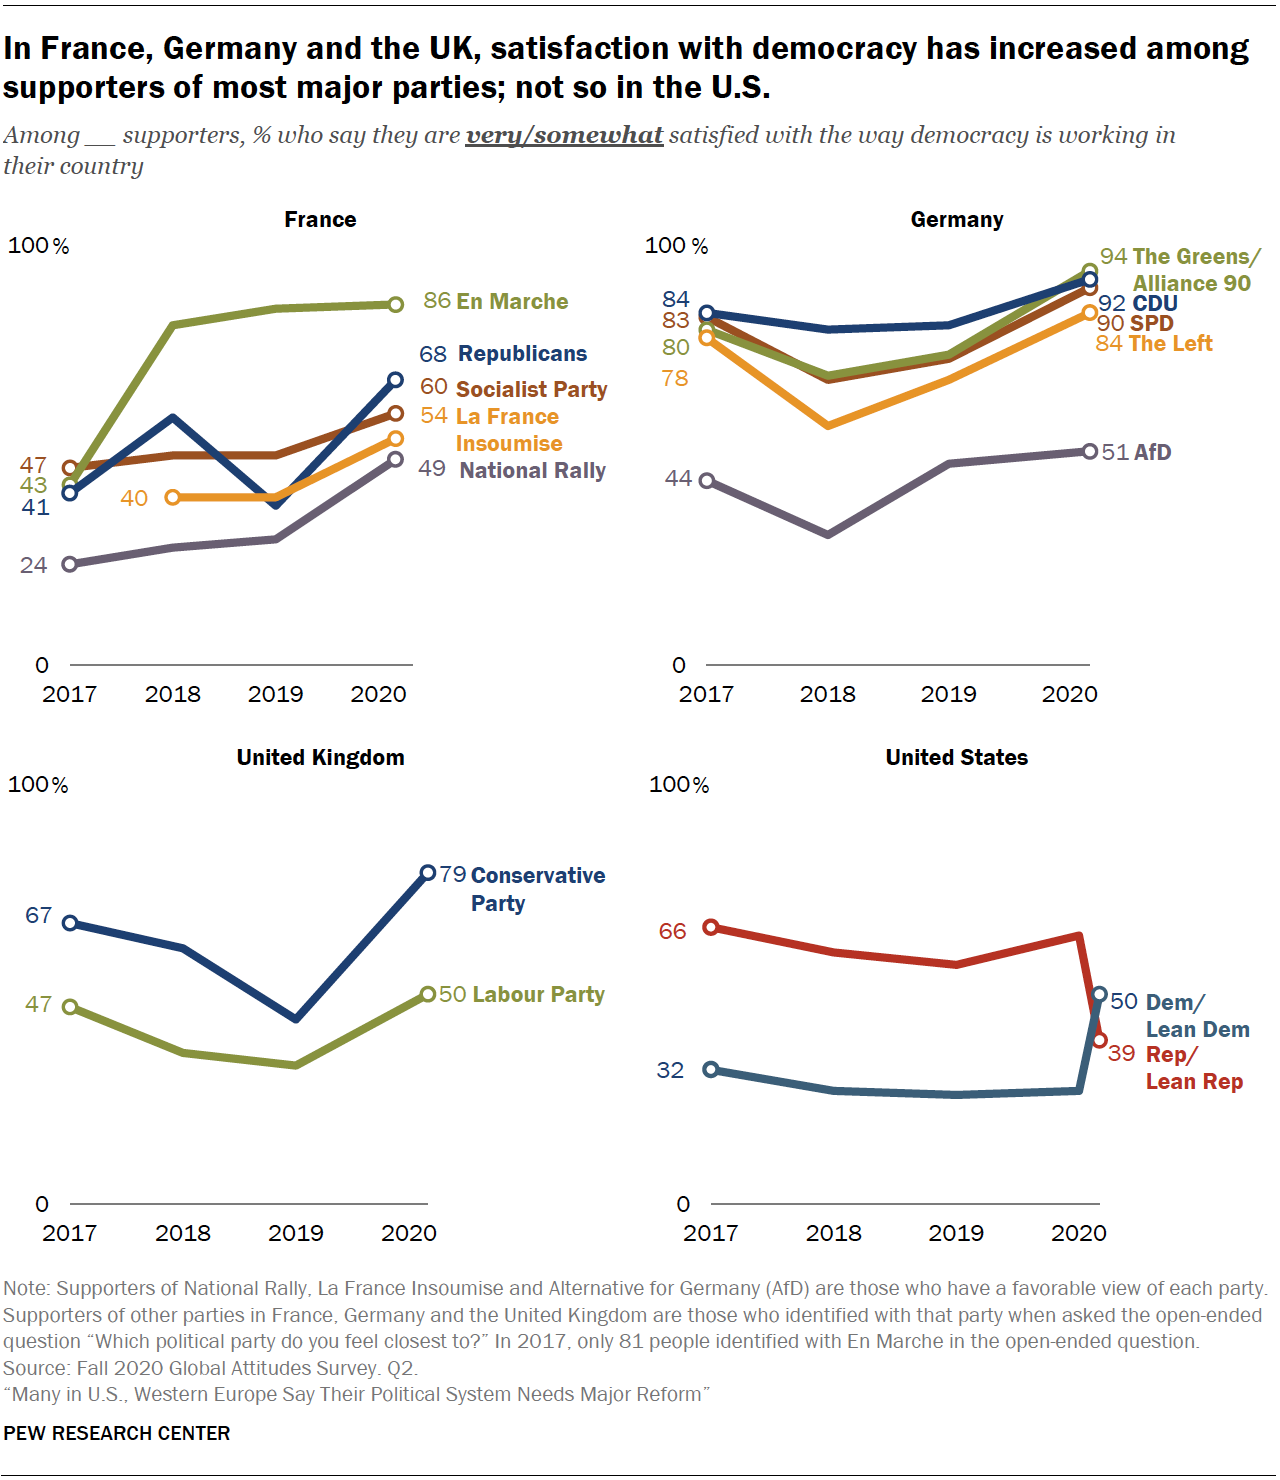 In France, Germany and the UK, satisfaction with democracy has increased among
supporters of most major parties; not so in the U.S.
Among __ supporters, % who say they are very/somewhat satisfied with the way democracy is working in
their country
France
100%
86 En Marche
68 Republicans
60 Socialist Party
54 La France
Insoumise
49 National Rally
47
43
41
40
24
0
2017 2018 2019 2020
Germany
100 %
94 The Greens/
Alliance 90
92 CDU
90 SPD
84 The Left
84
83
80
78
51 AfD
44
0
2017 2018 2019 2020
United Kingdom
100%
79 Conservative
Party
67
50 Labour Party
47
0
2017 2018 2019 2020
United States
100%
66
50 Dem/
Lean Dem
39 Rep/
Lean Rep
32
0
2017 2018 2019 2020
Note: Supporters of National Rally, La France Insoumise and Alternative for Germany (AfD) are those who have a favorable view of each party.
Supporters of other parties in France, Germany and the United Kingdom are those who identified with that party when asked the open-ended
question “Which political party do you feel closest to?” In 2017, only 81 people identified with En Marche in the open-ended question.
Source: Fall 2020 Global Attitudes Survey. Q2.
“Many in U.S., Western Europe Say Their Political System Needs Major Reform”
PEW RESEARCH CENTER